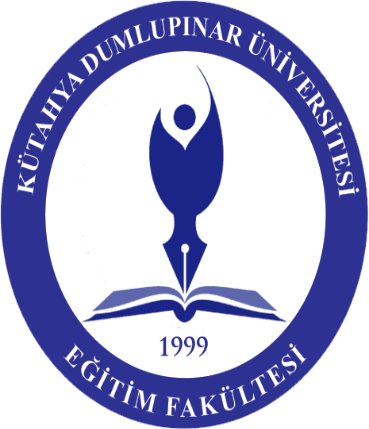 KÜTAHYA DUMLUPINAR ÜNİVERSİTESİ
1999
EĞİTİM FAKÜLTESİ